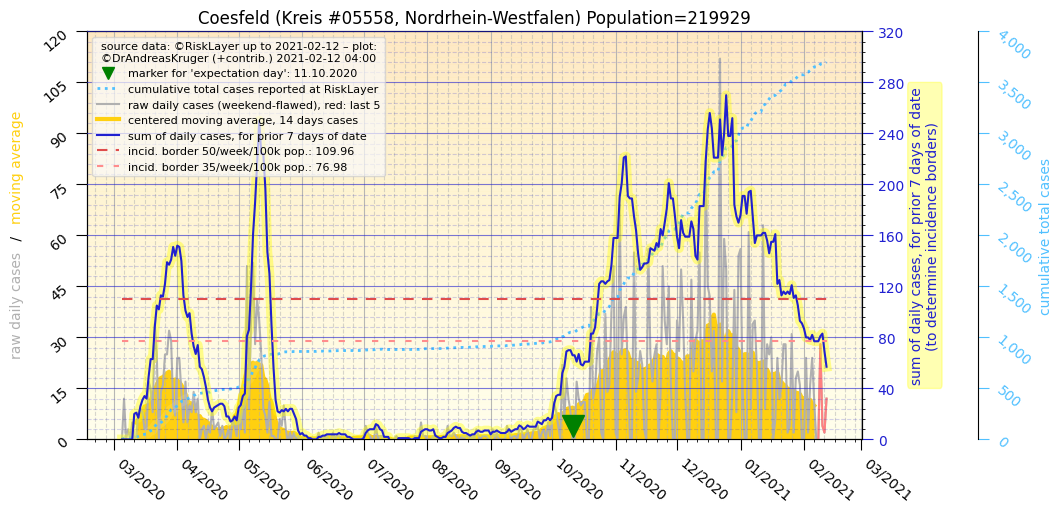 Coesfeld (Kreis #05558, Nordrhein-Westfalen) Population=219929
source data: ©RiskLayer up to 2021-02-12 – plot:
©DrAndreasKruger (+contrib.) 2021-02-12 04:00
marker for 'expectation day': 11.10.2020
cumulative total cases reported at RiskLayer
raw daily cases (weekend-flawed), red: last 5
centered moving average, 14 days cases
sum of daily cases, for prior 7 days of date
incid. border 50/week/100k pop.: 109.96
incid. border 35/week/100k pop.: 76.98
raw daily cases / moving average
120
105
90
75
60
45
30
15
0
03/2020
04/2020
05/2020
06/2020
07/2020
08/2020
09/2020
10/2020
11/2020
12/2020
01/2021
02/2021
03/2021
320
280
240
200
160
120
80
40
0
sum of daily cases, for prior 7 days of date
(to determine incidence borders)
4,000
3,500
3,000
2,500
2,000
1,500
1,000
500
0
cumulative total cases